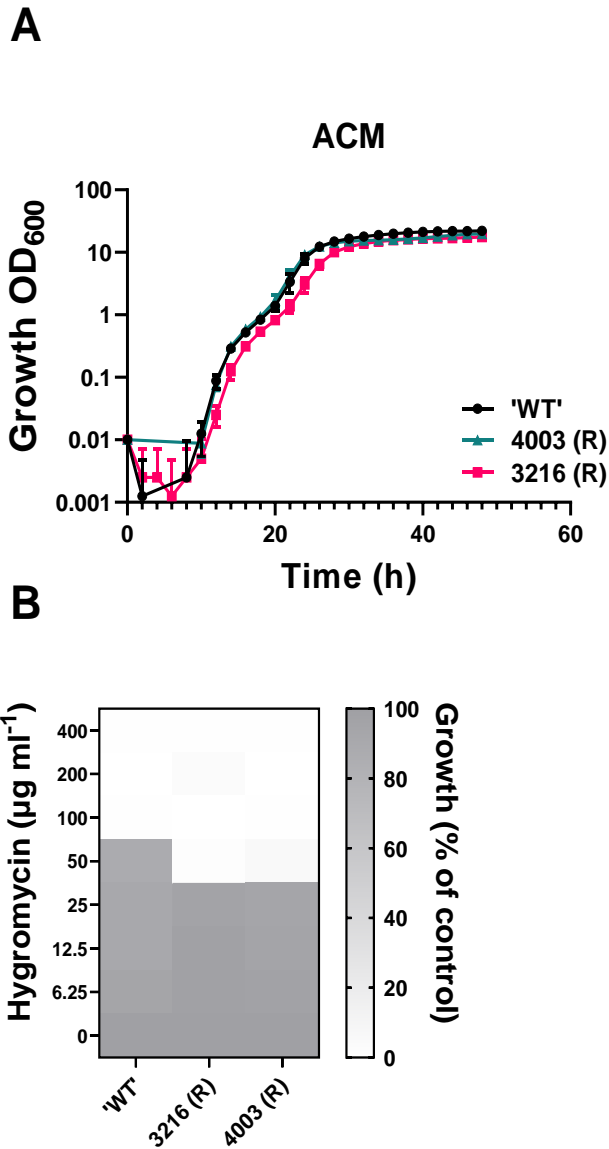 A
ACM
Growth OD600
100
10
1
0.1
0.01
0.001
'WT'
4003 (R)
3216 (R)
0
20
40
60
Time (h)
B
Hygromycin (µg ml-1)
400
200
100
50
25
12.5
6.25
0
'WT'
3216 (R)
4003 (R)
100
80
60
40
20
0
Growth (% of control)